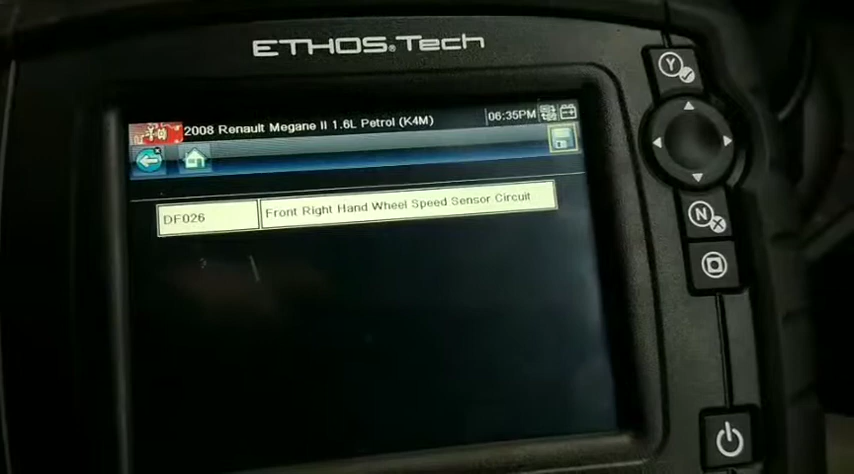 ETHOS®Tech
Y
2008 Renault Megane II 1.6L Petrol (K4M) 06:35PM
DF026 Front Right Hand Wheel Speed Sensor Circuit
N